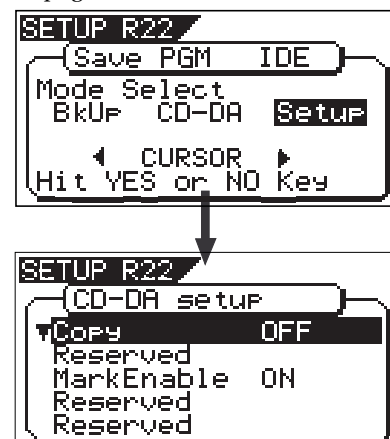 SETUP R22
Save PGM IDE
Mode Select
BkUp CD-DA Setup
◀ CURSOR ▶
Hit YES or NO Key
SETUP R22
CD-DA setup
▼Copy OFF
Reserved
MarkEnable ON
Reserved
Reserved